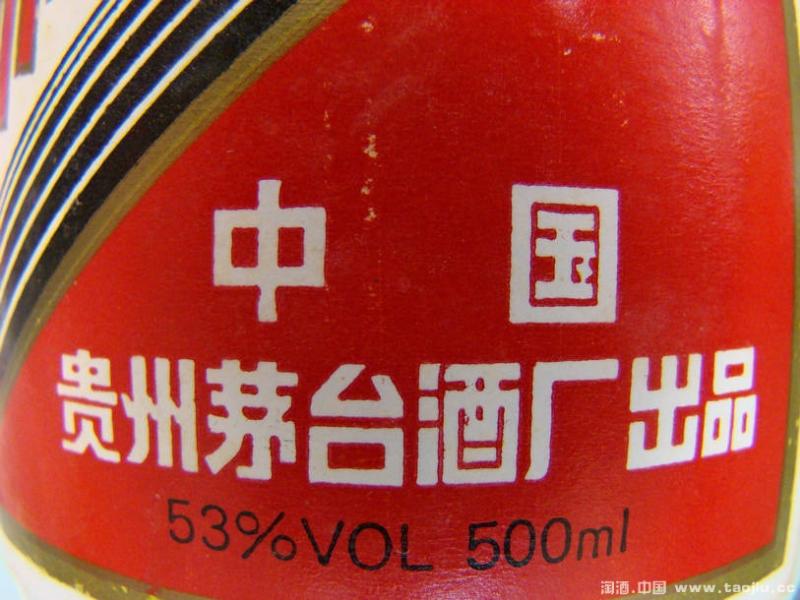 中 国
贵州茅台酒厂出品
53%VOL 500ml
淘酒.中国 www.taojiu.cc